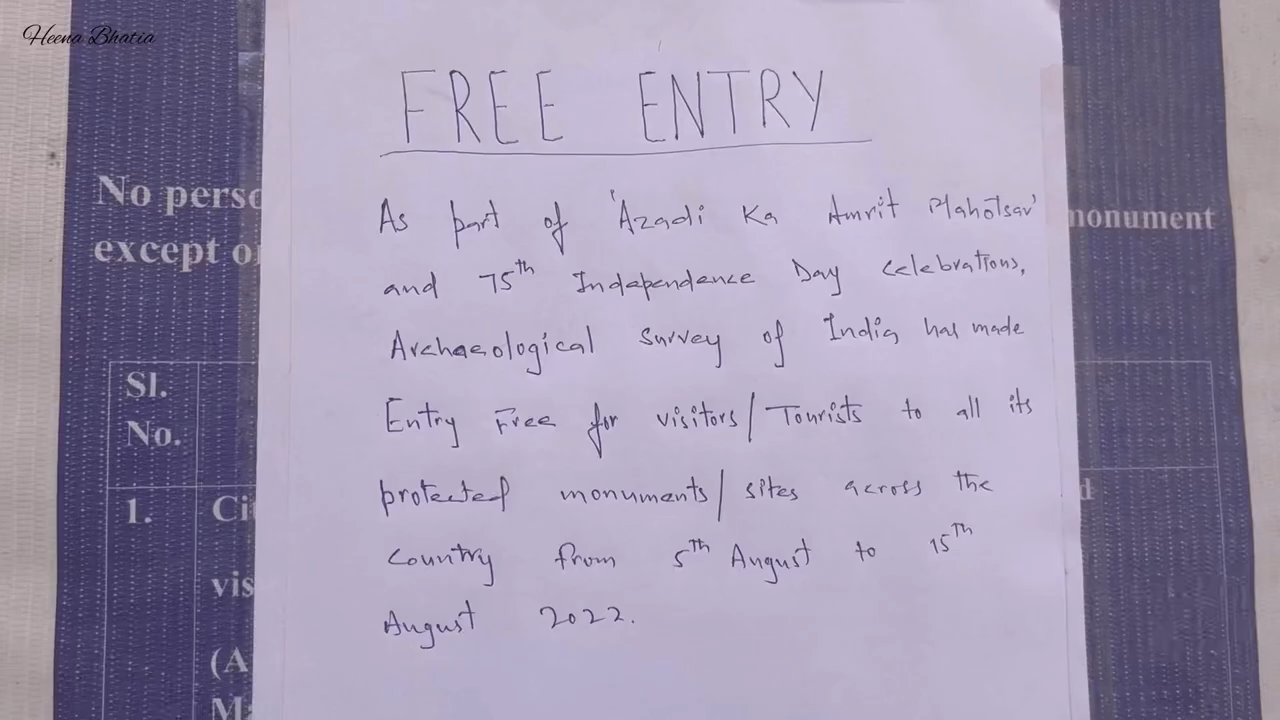 Heena Bhatia
FREE ENTRY
As part of 'Azadi Ka Amrit Mahotsav'
and 75th Independence Day celebrations,
Archaeological Survey of India has made
Entry Free for visitors/Tourists to all its
protected monuments/sites across the
country from 5th August to 15th
August 2022.
No perso
except o
monument
Sl.
No.
1.
Ci
vis
(A
Ma
d